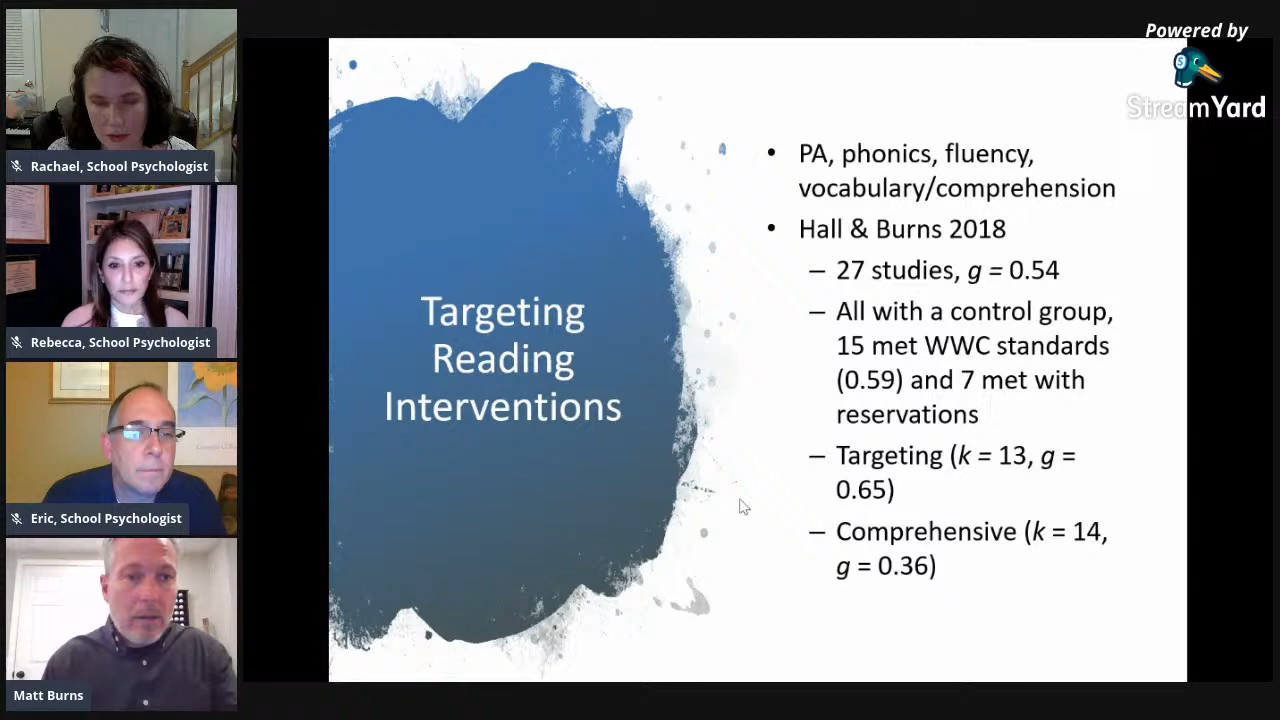 Powered by
StreamYard
Rachael, School Psychologist
Rebecca, School Psychologist
Eric, School Psychologist
Matt Burns
Targeting
Reading
Interventions
• PA, phonics, fluency,
vocabulary/comprehension
• Hall & Burns 2018
– 27 studies, g = 0.54
– All with a control group,
15 met WWC standards
(0.59) and 7 met with
reservations
– Targeting (k = 13, g =
0.65)
– Comprehensive (k = 14,
g = 0.36)